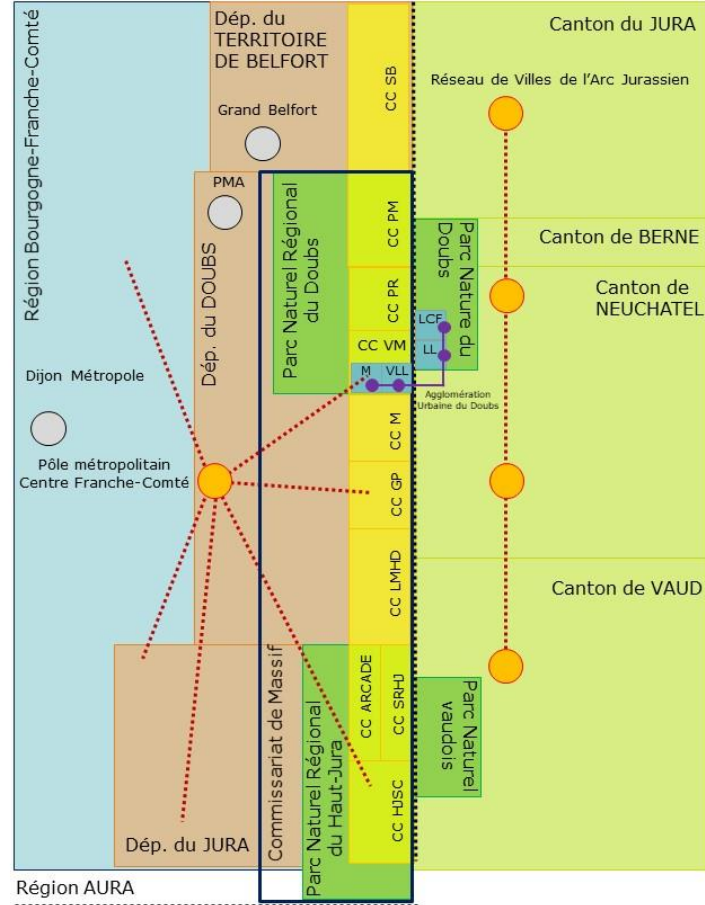 Région Bourgogne-Franche-Comté
Dép. du
TERRITOIRE
DE BELFORT
Grand Belfort
CC SB
Canton du JURA
Réseau de Villes de l'Arc Jurassien
PMA
Dép. du DOUBS
Parc Naturel Régional
du Doubs
CC PM
CC PR
CC VM
M
VLL
Parc Nature du
Doubs
LCF
LL
Agglomération
Urbaine du Doubs
Canton de BERNE
Canton de
NEUCHATEL
Dijon Métropole
Pôle métropolitain
Centre Franche-Comté
CC M
CC GP
CC LMHD
Canton de VAUD
Commissariat de Massif
Parc Naturel Régional
du Haut-Jura
CC ARCADE
CC SRHJ
CC HJSC
Parc Naturel
vaudois
Dép. du JURA
Région AURA